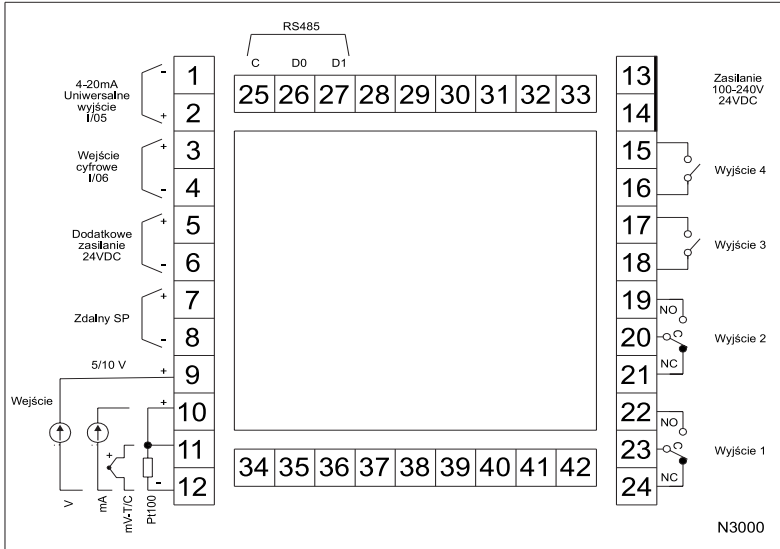 RS485
C D0 D1
4-20mA
Uniwersalne
wyjście
I/05
- 1
+ 2
Wejście
cyfrowe
I/06
+ 3
- 4
Dodatkowe
zasilanie
24VDC
+ 5
- 6
Zdalny SP
+ 7
- 8
5/10 V + 9
Wejście
+ 10
+ 11
- 12
V
mA
mV-T/C
Pt100
25 26 27 28 29 30 31 32 33
34 35 36 37 38 39 40 41 42
13
14
Zasilanie
100-240V
24VDC
15
16
Wyjście 4
17
18
Wyjście 3
19 NO
20 C
21 NC
Wyjście 2
22 NO
23 C
24 NC
Wyjście 1
N3000